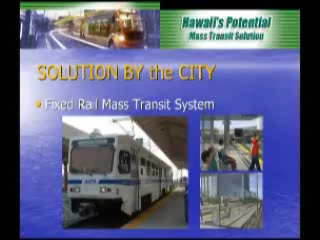 Hawaii's Potential
Mass Transit Solution
SOLUTION BY the CITY
• Fixed Rail Mass Transit System